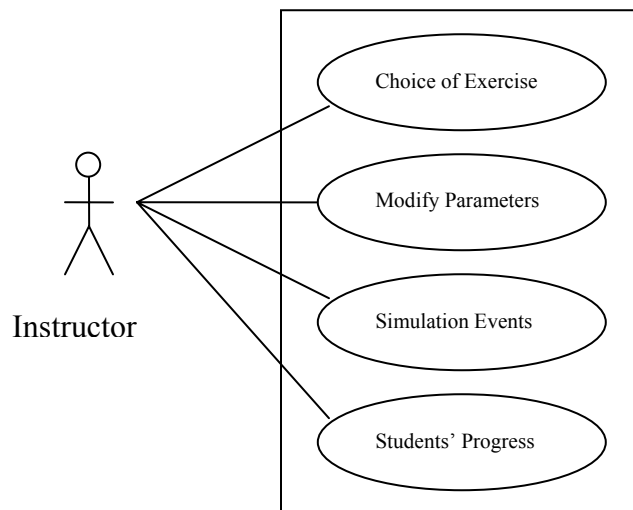 Choice of Exercise
Modify Parameters
Simulation Events
Instructor
Students’ Progress